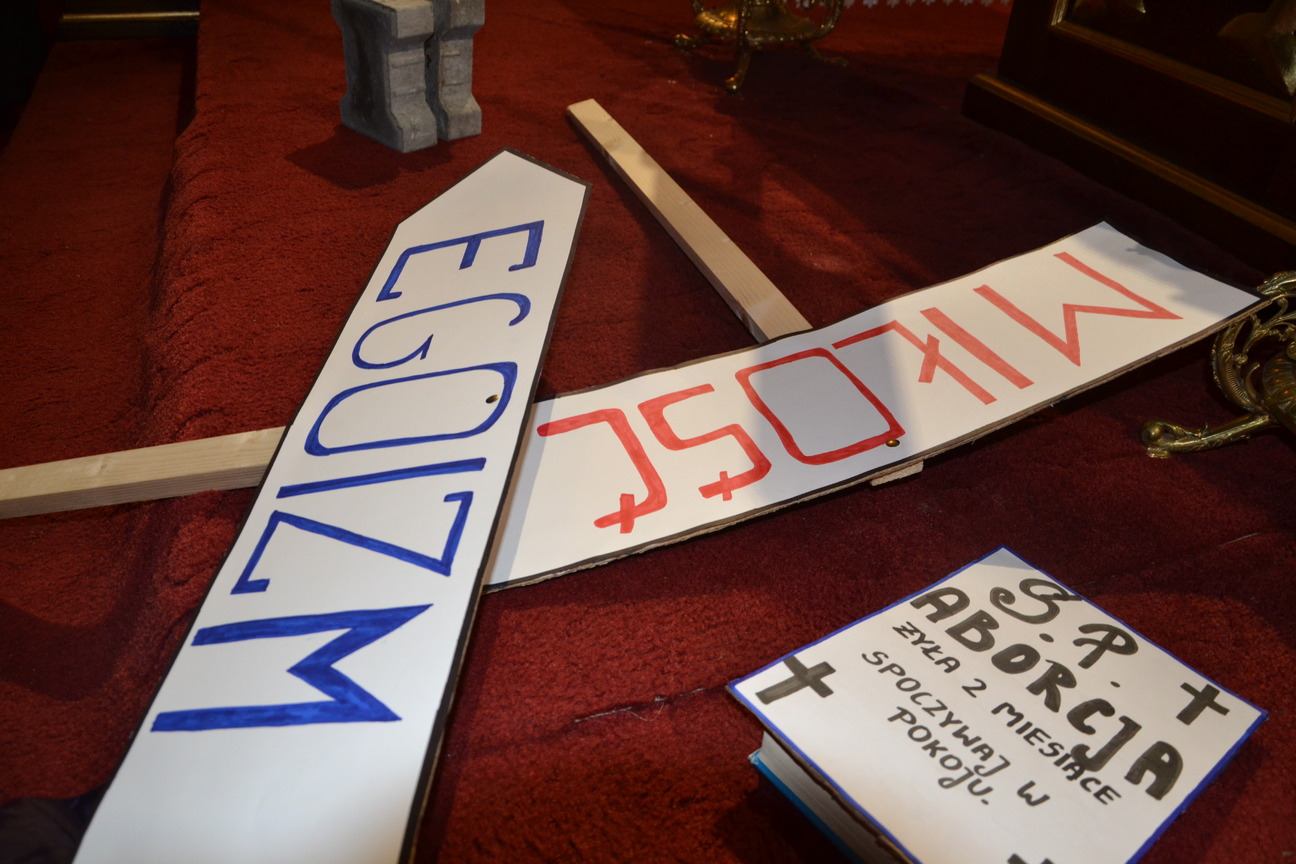 EGOIZM
MIŁOŚĆ
Ś.P.
ABORCJA
ŻYŁA 2 MIESIĄCE
SPOCZYWAJ W
POKOJU.